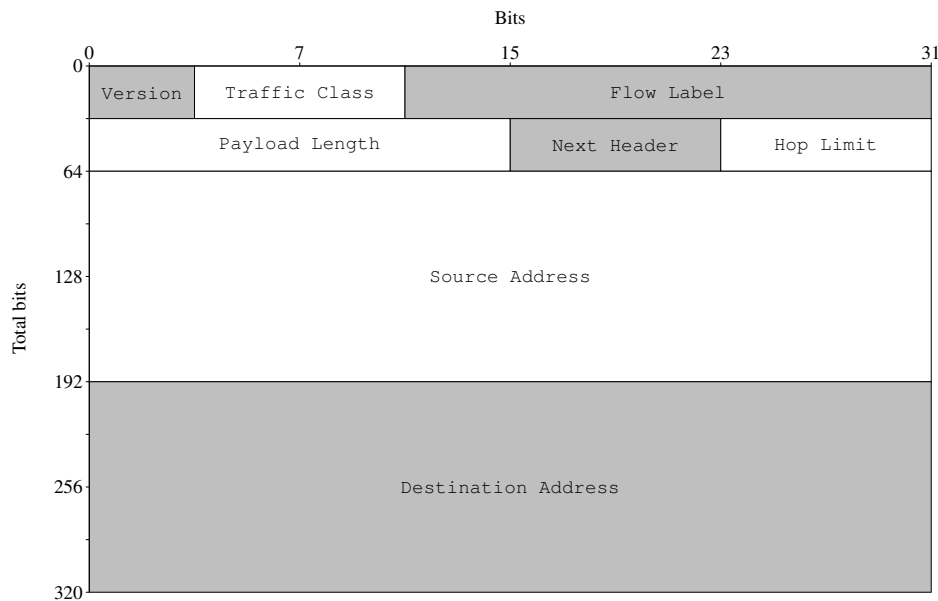 Bits
0 7 15 23 31
0
Version Traffic Class Flow Label
Payload Length Next Header Hop Limit
64
128
Source Address
Total bits
192
256
Destination Address
320